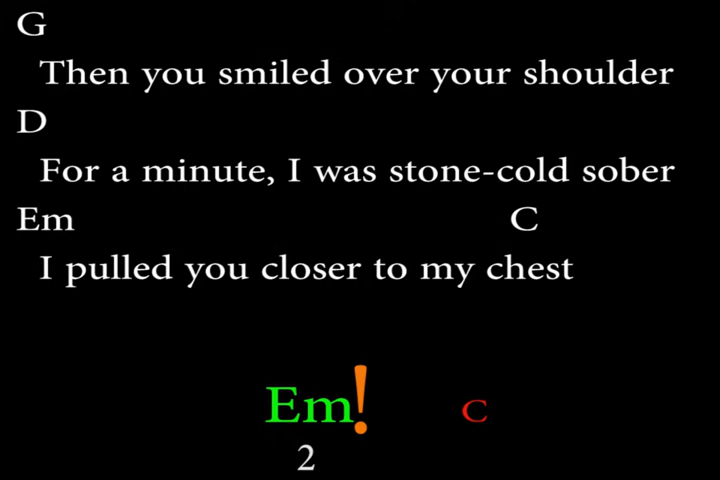 G
Then you smiled over your shoulder
D
For a minute, I was stone-cold sober
Em C
I pulled you closer to my chest
Em! C
2